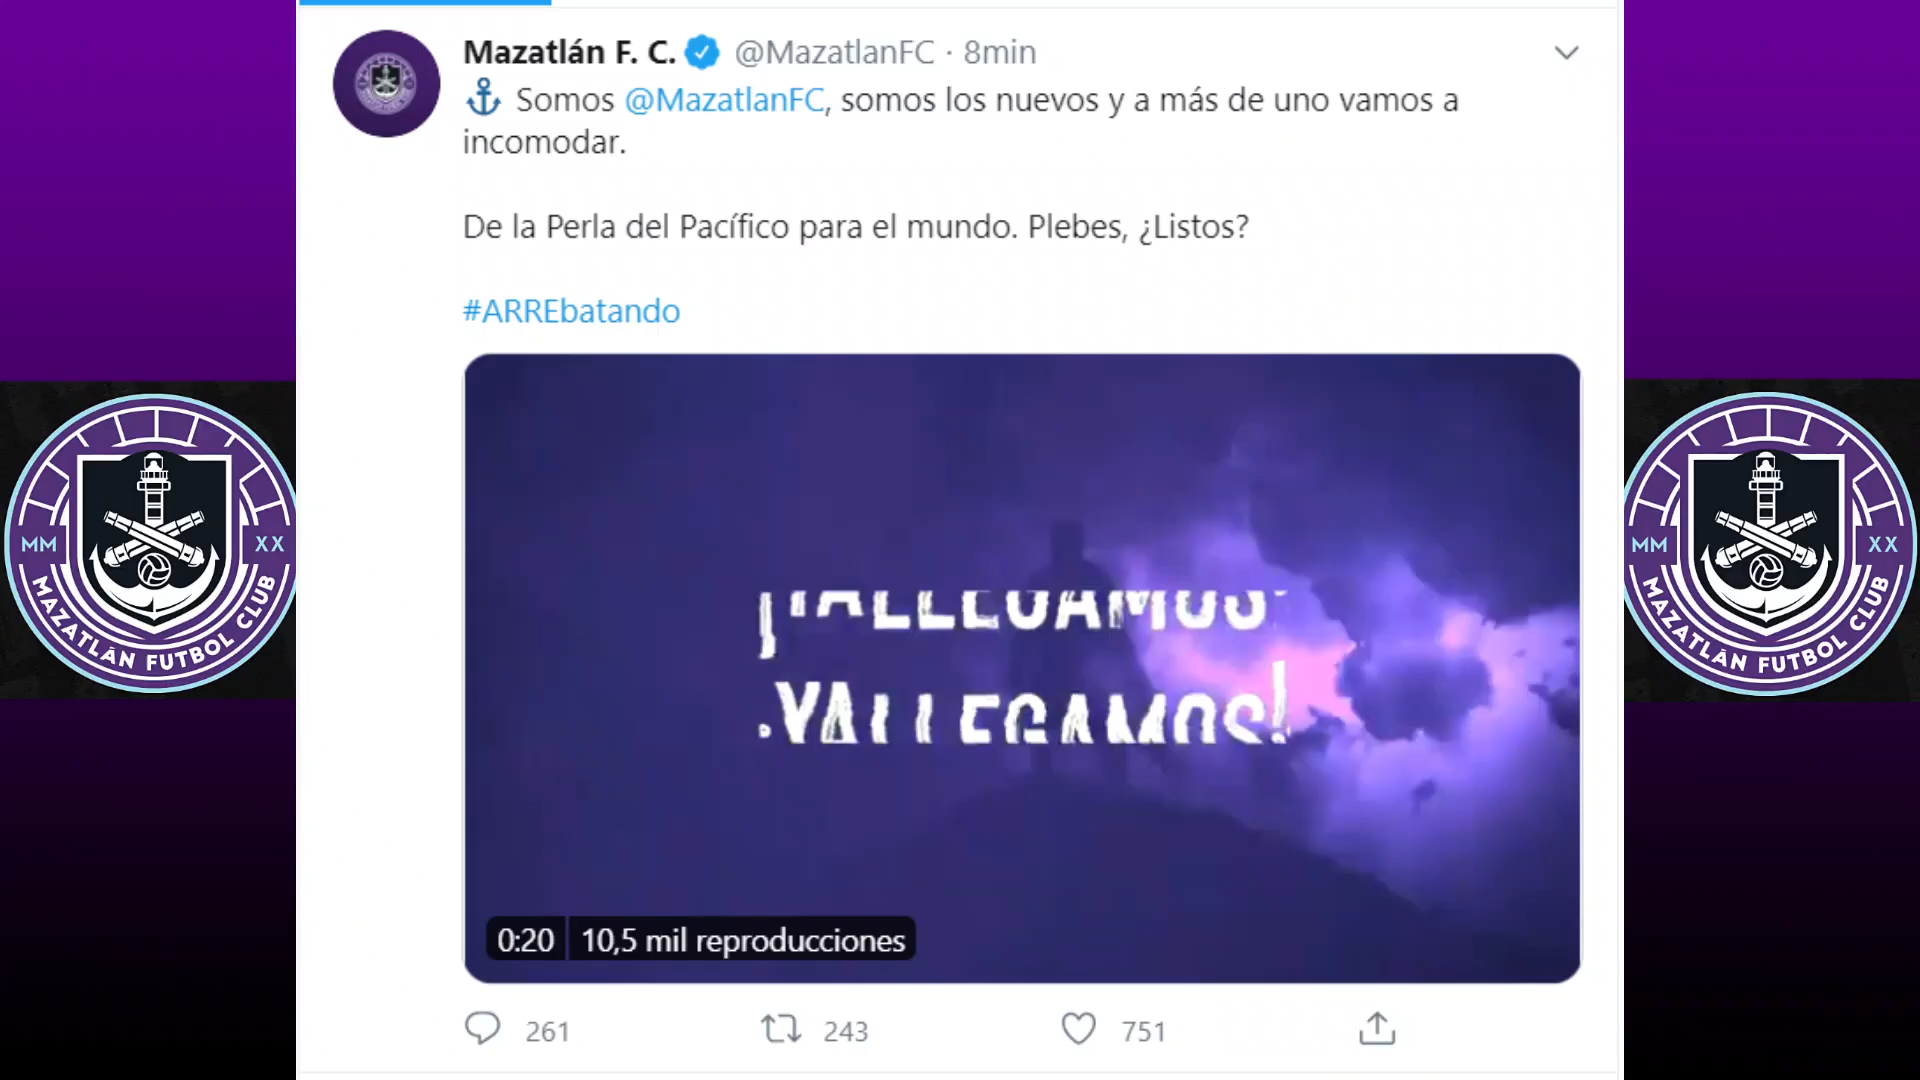 Mazatlán F. C. @MazatlanFC · 8min
⚓ Somos @MazatlanFC, somos los nuevos y a más de uno vamos a
incomodar.
De la Perla del Pacífico para el mundo. Plebes, ¿Listos?
#ARREbatando
¡YALLEGAMOS!
0:20 10,5 mil reproducciones
261 243 751
MM XX
MAZATLÁN FUTBOL CLUB
MM XX
MAZATLÁN FUTBOL CLUB